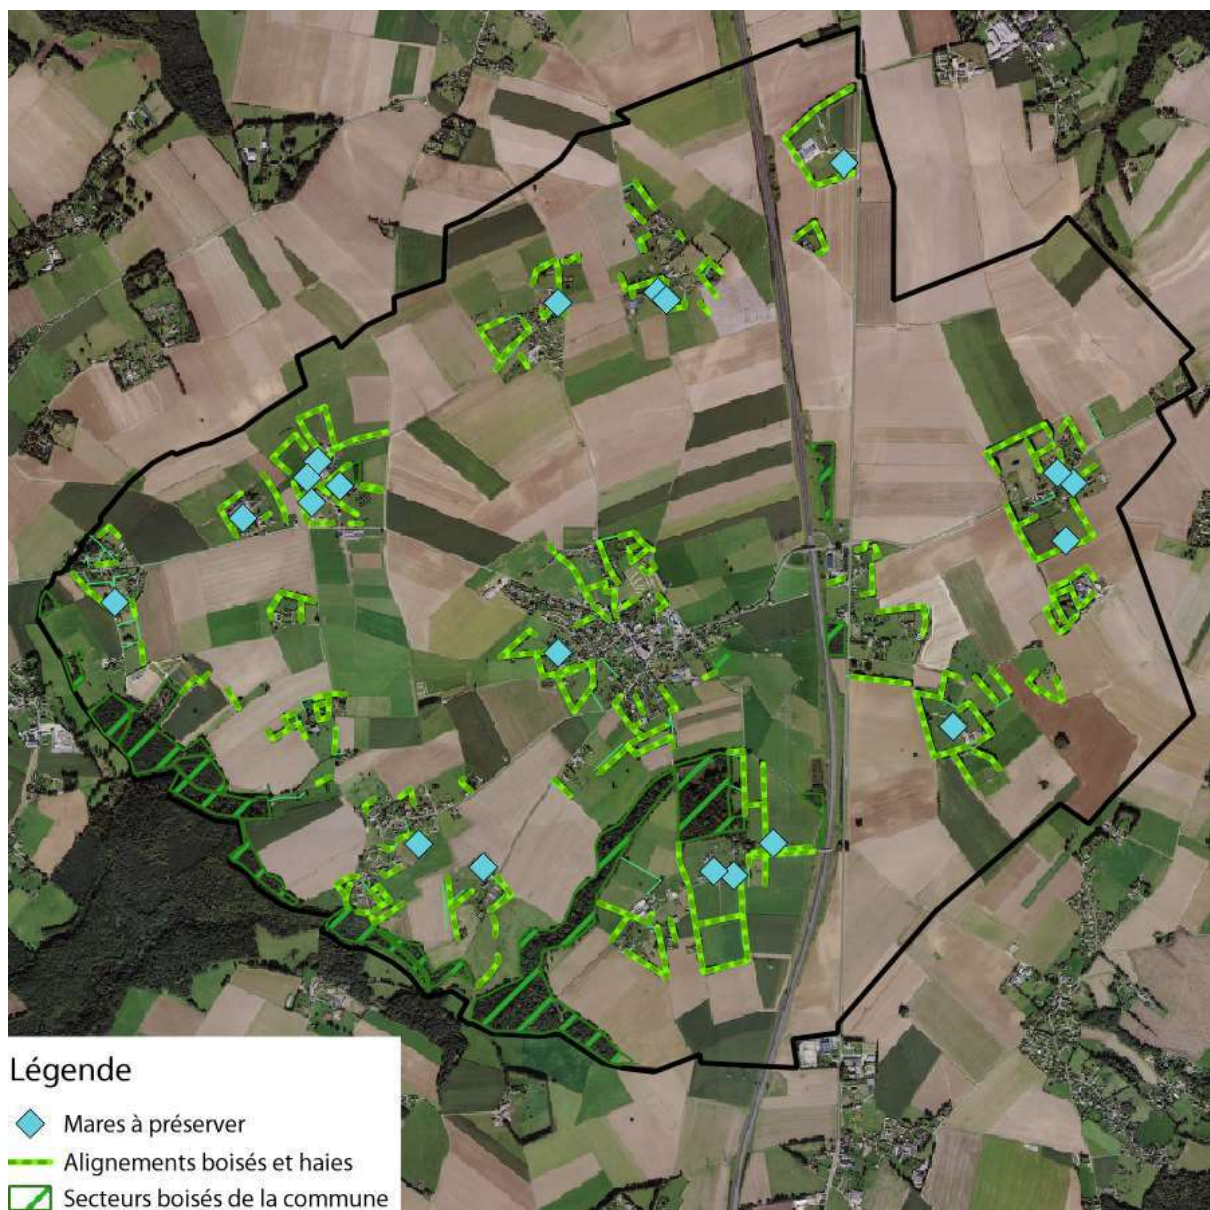 Légende
Mares à préserver
Alignements boisés et haies
Secteurs boisés de la commune